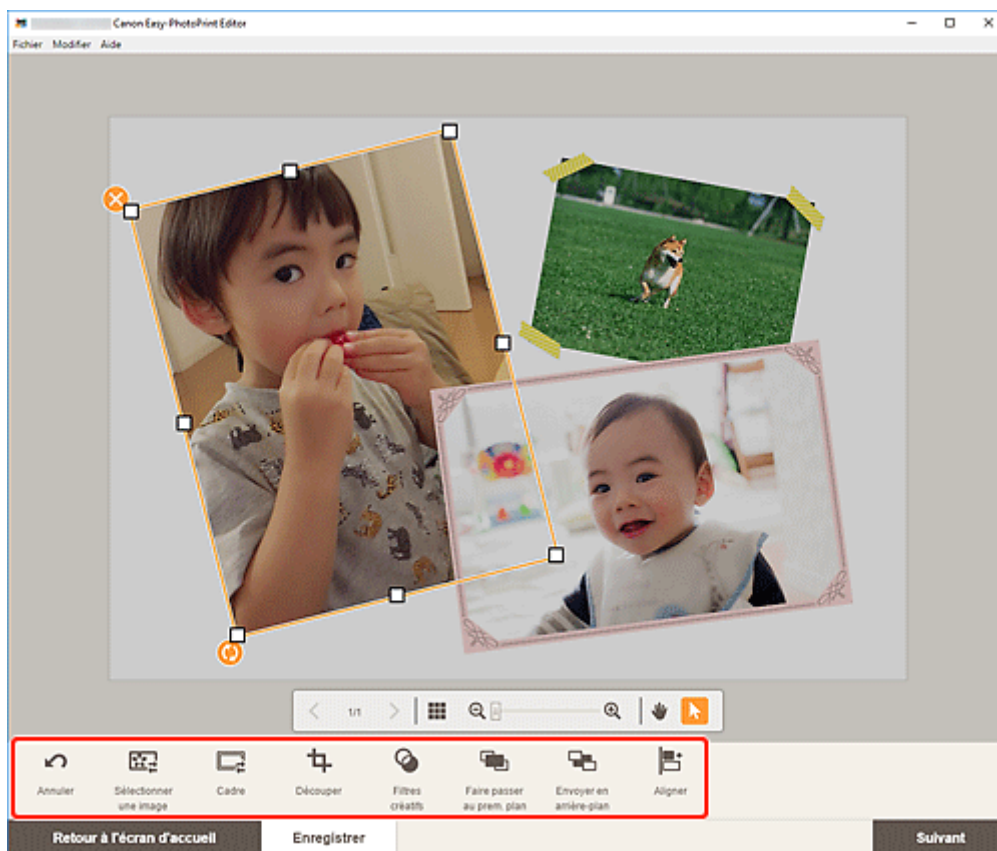 Canon Easy-PhotoPrint Editor
Fichier Modifier Aide
1/1
Annuler
Sélectionner
une image
Cadre
Découper
Filtres
créatifs
Faire passer
au prem. plan
Envoyer en
arrière-plan
Aligner
Retour à l'écran d'accueil
Enregistrer
Suivant